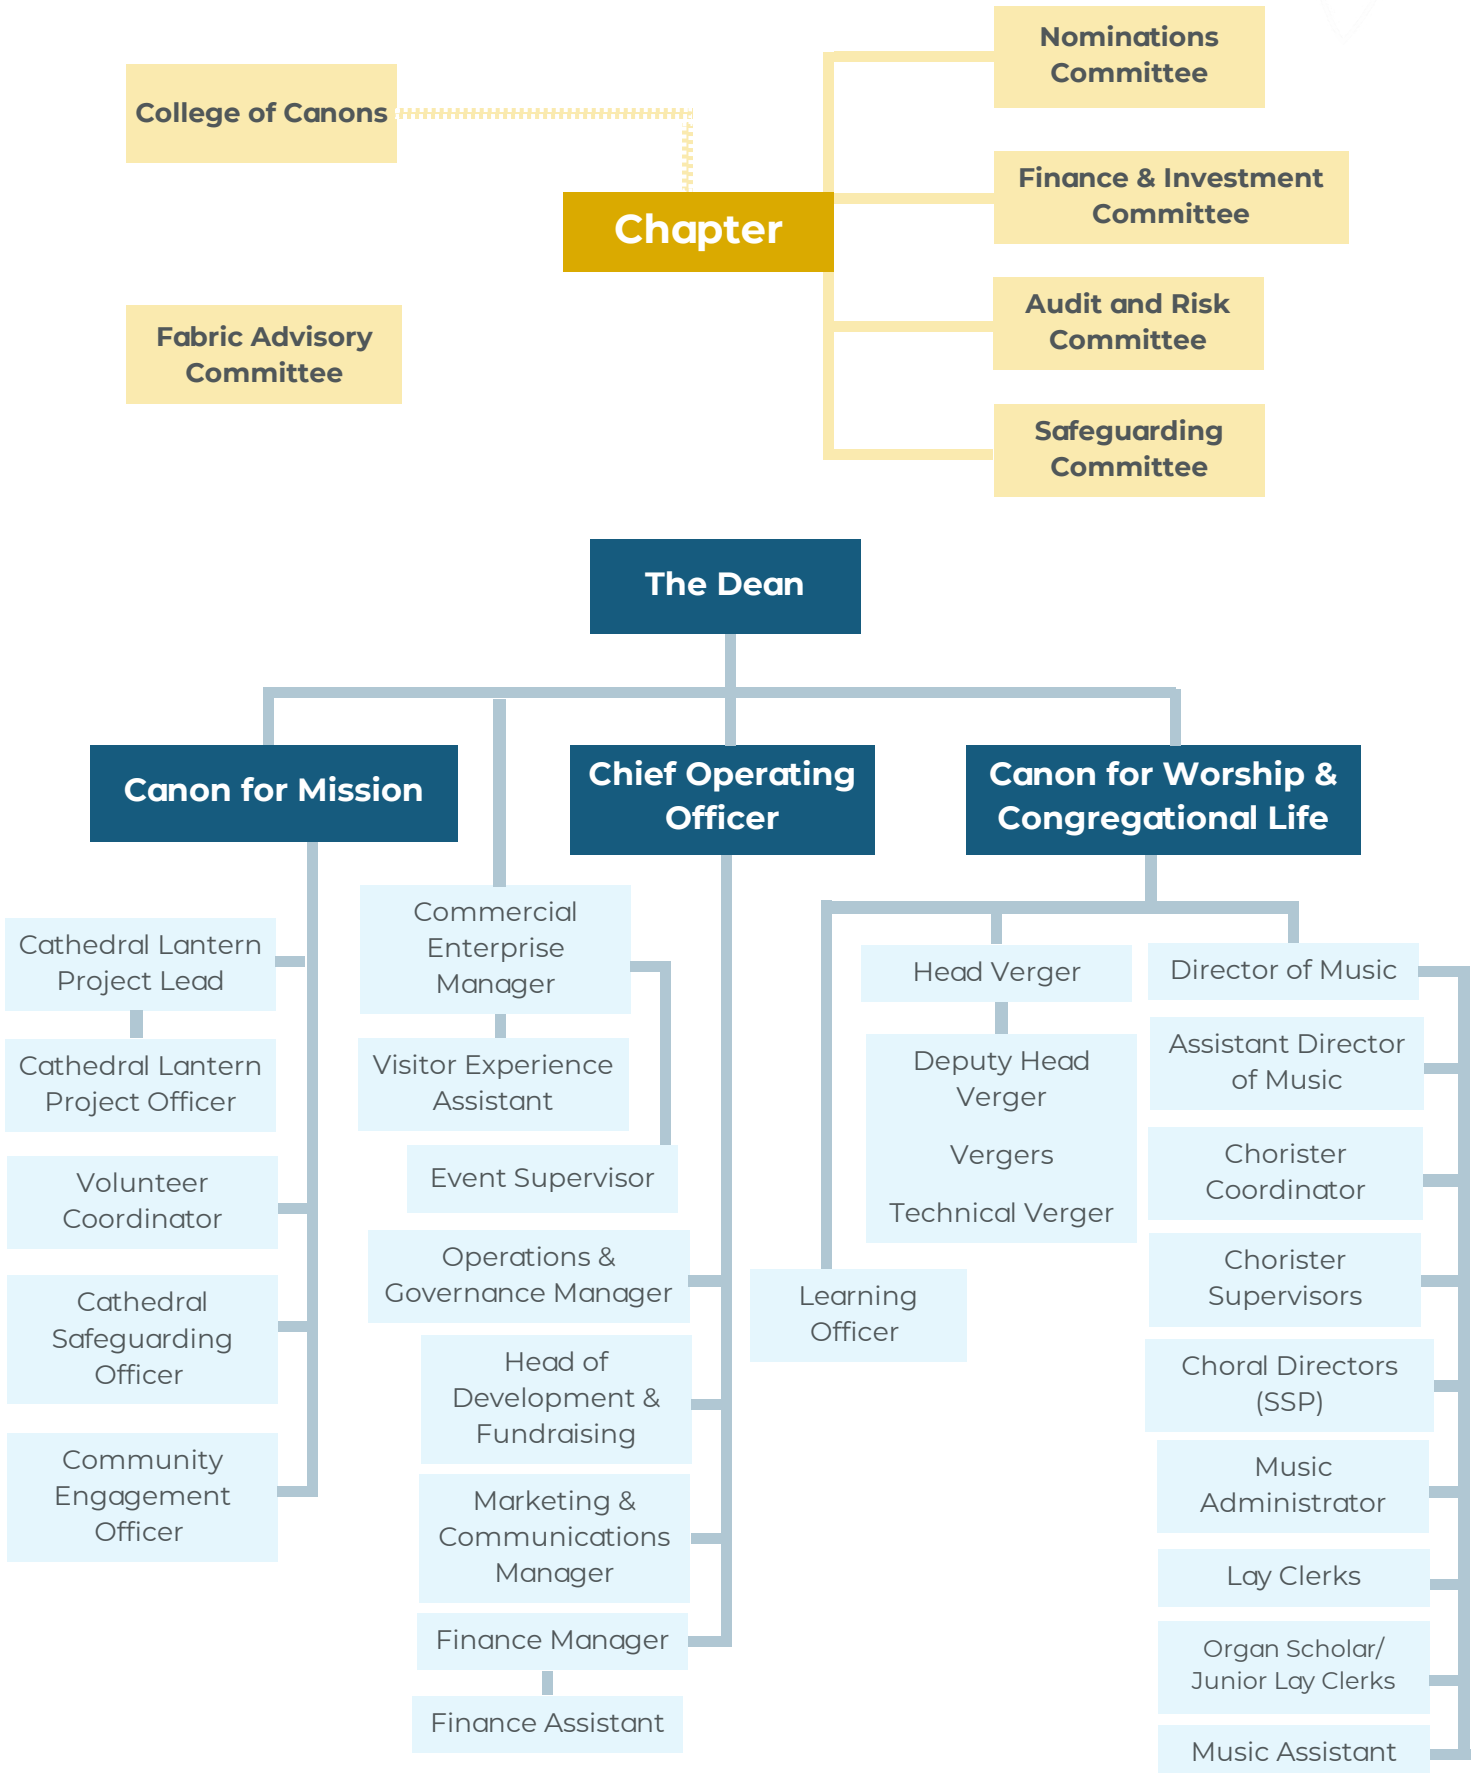 Nominations
Committee
College of Canons
Finance & Investment
Committee
Chapter
Audit and Risk
Committee
Fabric Advisory
Committee
Safeguarding
Committee
The Dean
Canon for Mission
Chief Operating
Officer
Canon for Worship &
Congregational Life
Cathedral Lantern
Project Lead
Cathedral Lantern
Project Officer
Volunteer
Coordinator
Cathedral
Safeguarding
Officer
Community
Engagement
Officer
Commercial
Enterprise
Manager
Visitor Experience
Assistant
Event Supervisor
Operations &
Governance Manager
Head of
Development &
Fundraising
Marketing &
Communications
Manager
Finance Manager
Finance Assistant
Learning
Officer
Head Verger
Deputy Head
Verger
Vergers
Technical Verger
Director of Music
Assistant Director
of Music
Chorister
Coordinator
Chorister
Supervisors
Choral Directors
(SSP)
Music
Administrator
Lay Clerks
Organ Scholar/
Junior Lay Clerks
Music Assistant